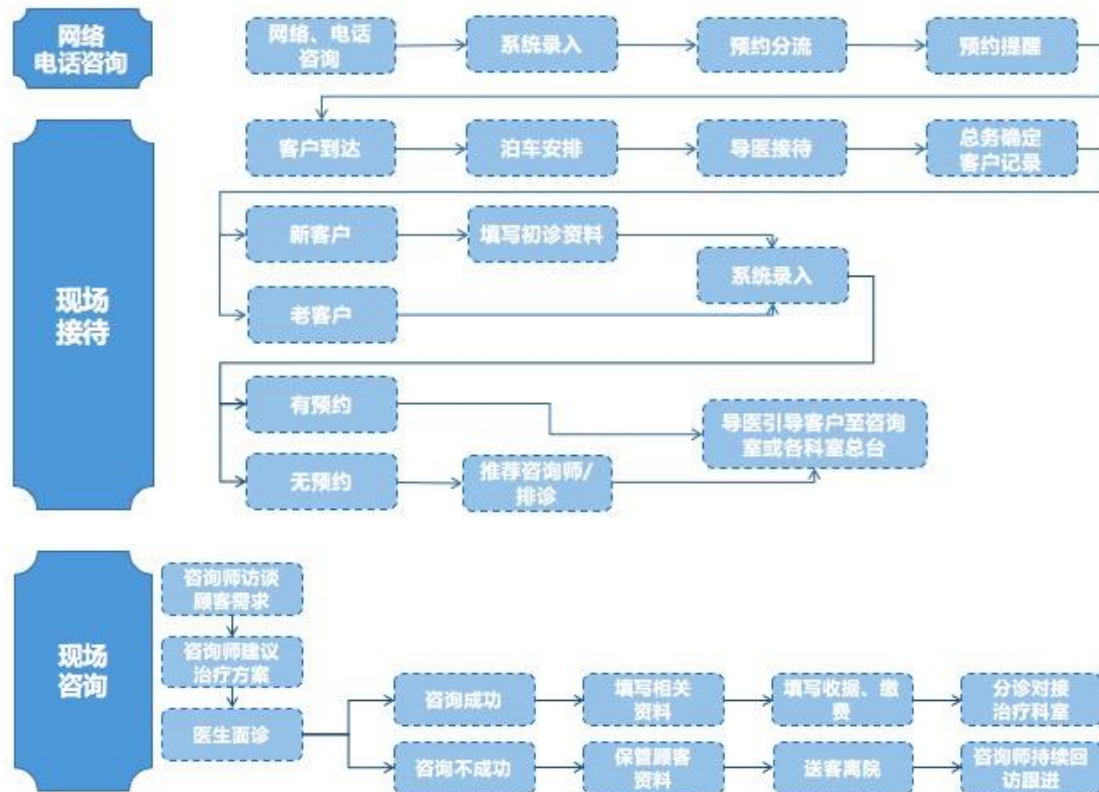 网络
电话咨询
网络、电话
咨询
系统录入
预约分流
预约提醒
现场
接待
客户到达
泊车安排
导医接待
总务确定
客户记录
新客户
填写初诊资料
系统录入
老客户
有预约
导医引导客户至咨询
室或各科室总台
无预约
推荐咨询师/
排诊
现场
咨询
咨询师访谈
顾客需求
咨询师建议
治疗方案
医生面诊
咨询成功
填写相关
资料
填写收据、缴
费
分诊对接
治疗科室
咨询不成功
保管顾客
资料
送客离院
咨询师持续回
访跟进